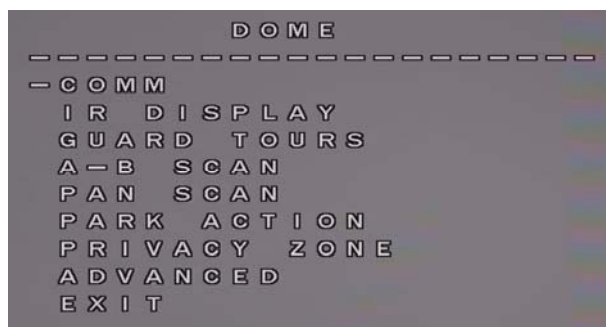 DOME
--------------------
-COMM
IR DISPLAY
GUARD TOURS
A-B SCAN
PAN SCAN
PARK ACTION
PRIVACY ZONE
ADVANCED
EXIT